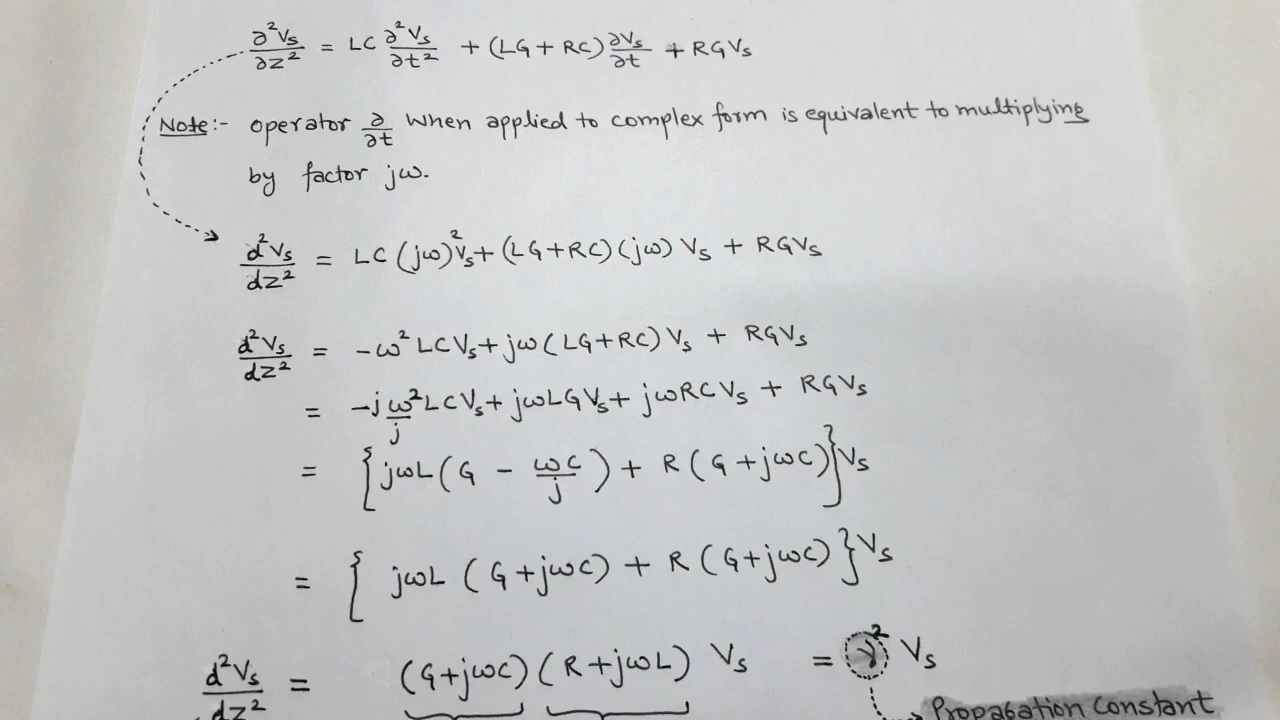 ∂²Vs/∂z² = LC ∂²Vs/∂t² + (LG + RC) ∂Vs/∂t + RGVs
Note:- operator ∂/∂t When applied to complex form is equivalent to multiplying
by factor jω.
d²Vs/dz² = LC (jω)²Vs + (LG+RC) (jω) Vs + RGVs
d²Vs/dz² = -ω² LCVs + jω (LG+RC) Vs + RGVs
= -j ω²/j LCVs + jωLGVs + jωRCVs + RGVs
= {jωL(G - ωC/j) + R(G+jωC)}Vs
= { jωL (G+jωC) + R(G+jωC) }Vs
d²Vs/dz² = (G+jωC) (R+jωL) Vs = γ² Vs
Propagation Constant